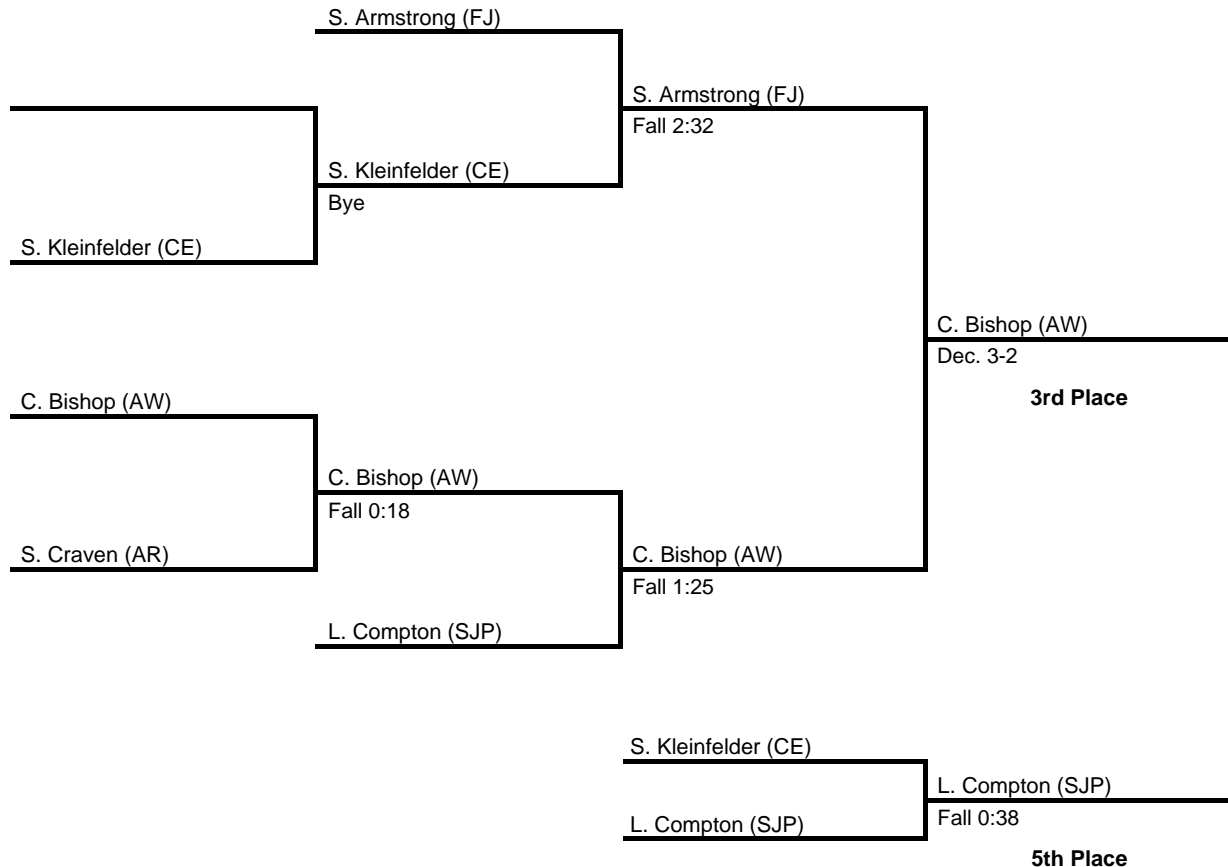 S. Armstrong (FJ)
S. Armstrong (FJ)
Fall 2:32
S. Kleinfelder (CE)
Bye
S. Kleinfelder (CE)
C. Bishop (AW)
Dec. 3-2
3rd Place
C. Bishop (AW)
C. Bishop (AW)
Fall 0:18
S. Craven (AR)
C. Bishop (AW)
Fall 1:25
L. Compton (SJP)
S. Kleinfelder (CE)
L. Compton (SJP)
Fall 0:38
L. Compton (SJP)
5th Place